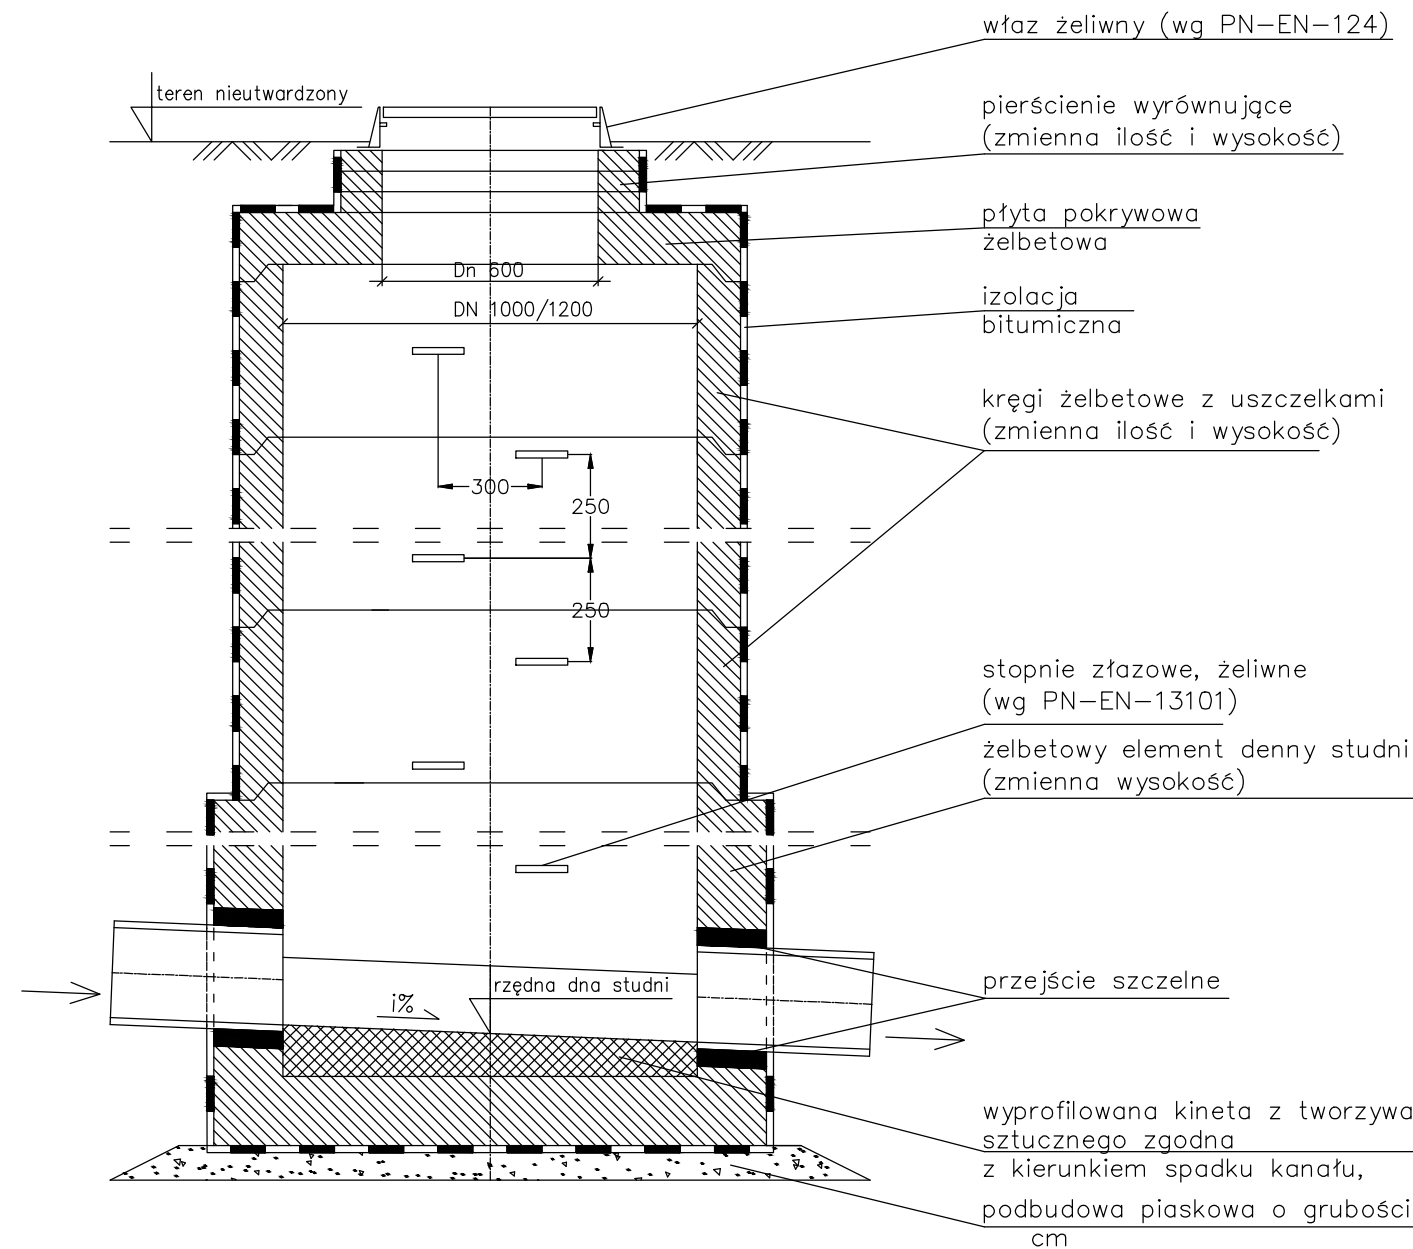 właz żeliwny (wg PN-EN-124)
teren nieutwardzony
pierścienie wyrównujące
(zmienna ilość i wysokość)
płyta pokrywowa
żelbetowa
Dn 600
izolacja
bitumiczna
DN 1000/1200
kręgi żelbetowe z uszczelkami
(zmienna ilość i wysokość)
300
250
250
stopnie złazowe, żeliwne
(wg PN-EN-13101)
żelbetowy element denny studni
(zmienna wysokość)
przejście szczelne
rzędna dna studni
i%
wyprofilowana kineta z tworzywa
sztucznego zgodna
z kierunkiem spadku kanału,
podbudowa piaskowa o grubości
cm